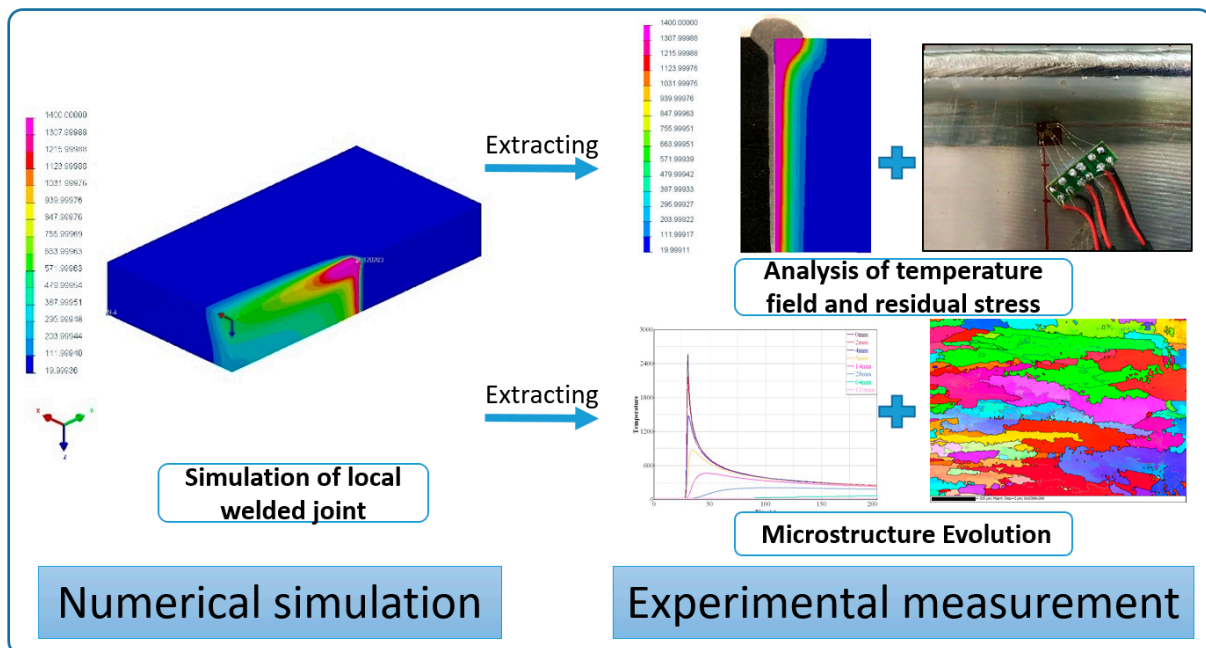 1400.00000
1307.99988
1215.99988
1123.99976
1031.99976
939.99976
847.99976
755.99969
663.99963
571.99963
479.99954
387.99951
295.99948
203.99944
111.99940
19.99936
X
Y
Z
Simulation of local
welded joint
Numerical simulation
Extracting
Extracting
1400.00000
1307.99988
1215.99988
1123.99976
1031.99976
939.99976
847.99963
755.99951
663.99951
571.99939
479.99942
387.99933
295.99927
203.99922
111.99917
19.99911
Analysis of temperature
field and residual stress
3000
2400
1800
1200
600
0
50
100
150
200
Temperature
0mm
2mm
4mm
14mm
28mm
64mm
Microstructure Evolution
Experimental measurement